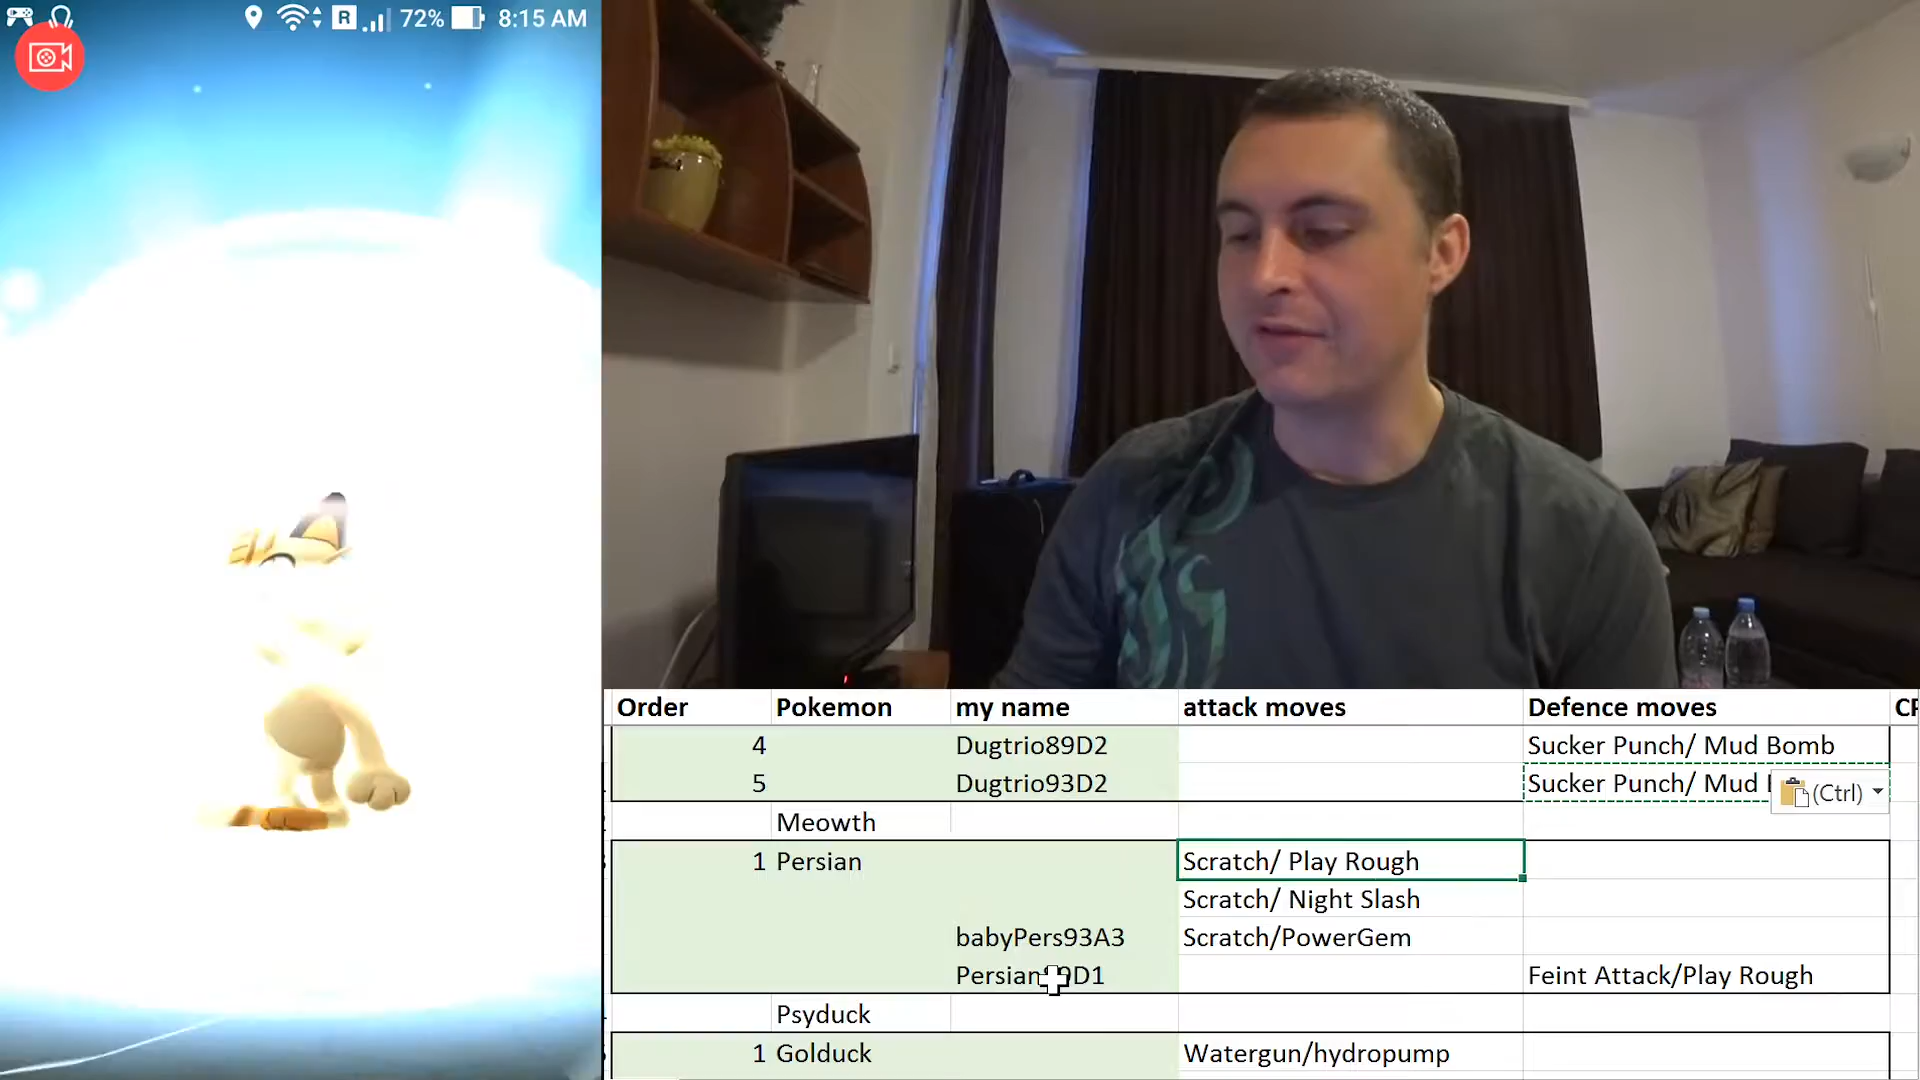 R 72% 8:15 AM
Order Pokemon my name attack moves Defence moves
4 Dugtrio89D2 Sucker Punch/ Mud Bomb
5 Dugtrio93D2 Sucker Punch/ Mud
(Ctrl)
Meowth
1 Persian Scratch/ Play Rough
Scratch/ Night Slash
babyPers93A3 Scratch/PowerGem
Feint Attack/Play Rough
Psyduck
1 Golduck Watergun/hydropump